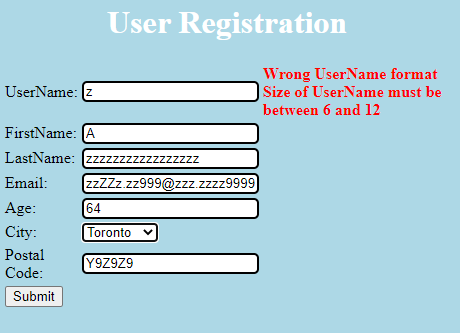 User Registration
Wrong UserName format
UserName: z Size of UserName must be
between 6 and 12
FirstName: A
LastName: zzzzzzzzzzzzzzzzz
Email: zzZZz.zz999@zzz.zzzz9999
Age: 64
City: Toronto
Postal
Code: Y9Z9Z9
Submit